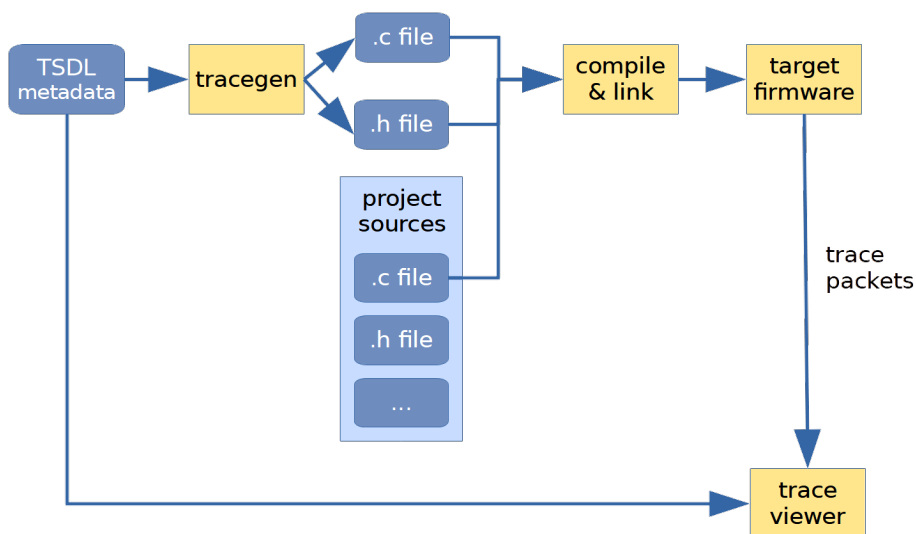 TSDL
metadata
tracegen
.c file
.h file
compile
& link
target
firmware
project
sources
.c file
.h file
...
trace
packets
trace
viewer